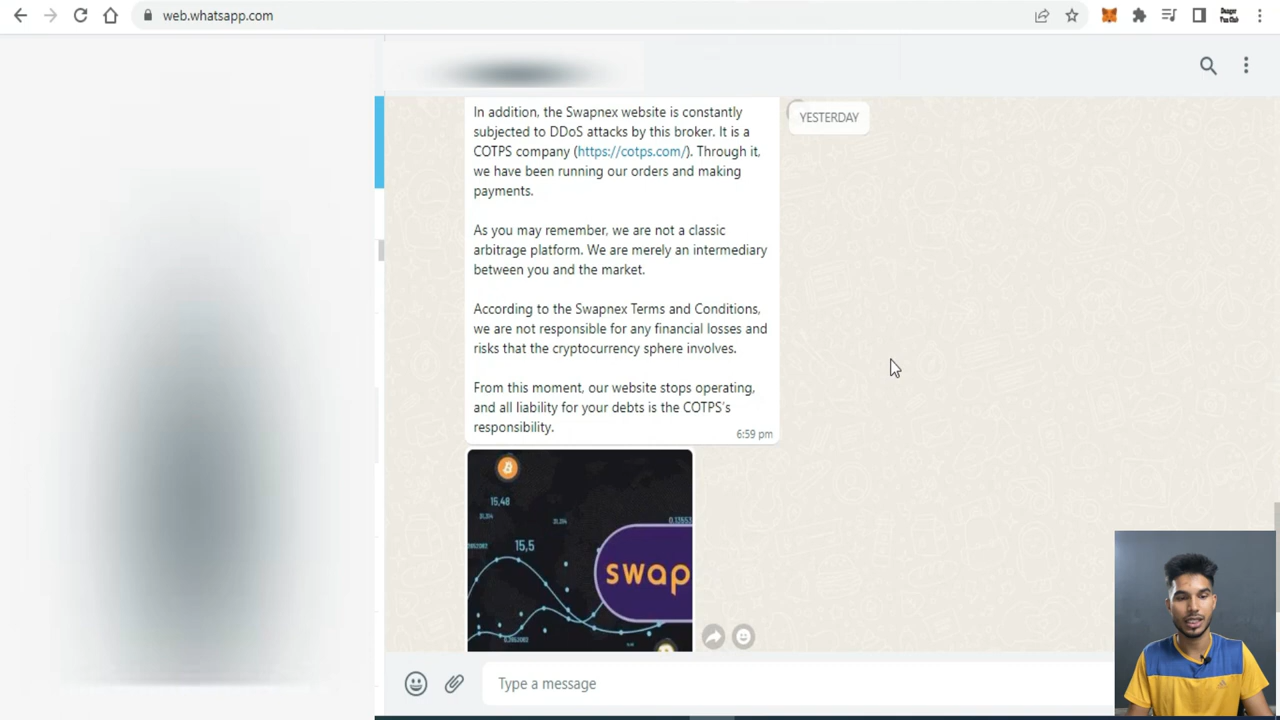 web.whatsapp.com
In addition, the Swapnex website is constantly
subjected to DDoS attacks by this broker. It is a
COTPS company (https://cotps.com/). Through it,
we have been running our orders and making
payments.
As you may remember, we are not a classic
arbitrage platform. We are merely an intermediary
between you and the market.
According to the Swapnex Terms and Conditions,
we are not responsible for any financial losses and
risks that the cryptocurrency sphere involves.
From this moment, our website stops operating,
and all liability for your debts is the COTPS's
responsibility.
6:59 pm
YESTERDAY
15,48
15,5
swap
Type a message